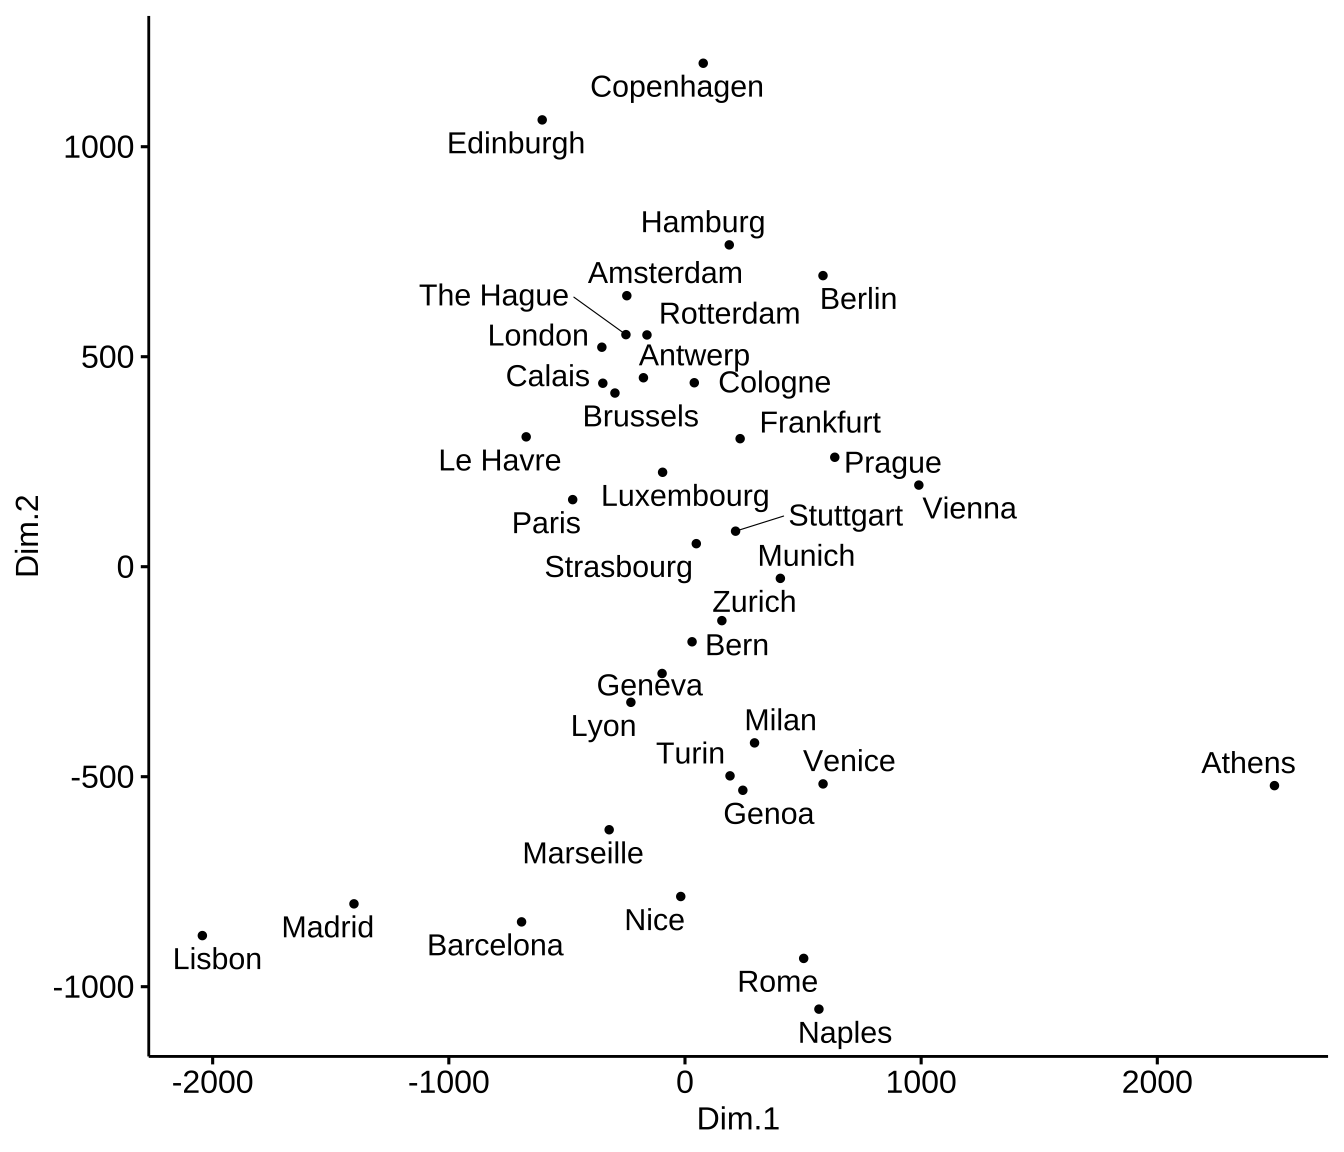 Copenhagen
Edinburgh
1000
Hamburg
Amsterdam
The Hague
Berlin
Rotterdam
London
500
Antwerp
Calais
Cologne
Brussels
Frankfurt
Le Havre
Prague
Luxembourg
Vienna
Paris
Stuttgart
Dim.2
Munich
0
Strasbourg
Zurich
Bern
Geneva
Milan
Lyon
Turin
Venice
Athens
-500
Genoa
Marseille
Nice
Madrid
Barcelona
Lisbon
Rome
-1000
Naples
-2000 -1000 0 1000 2000
Dim.1